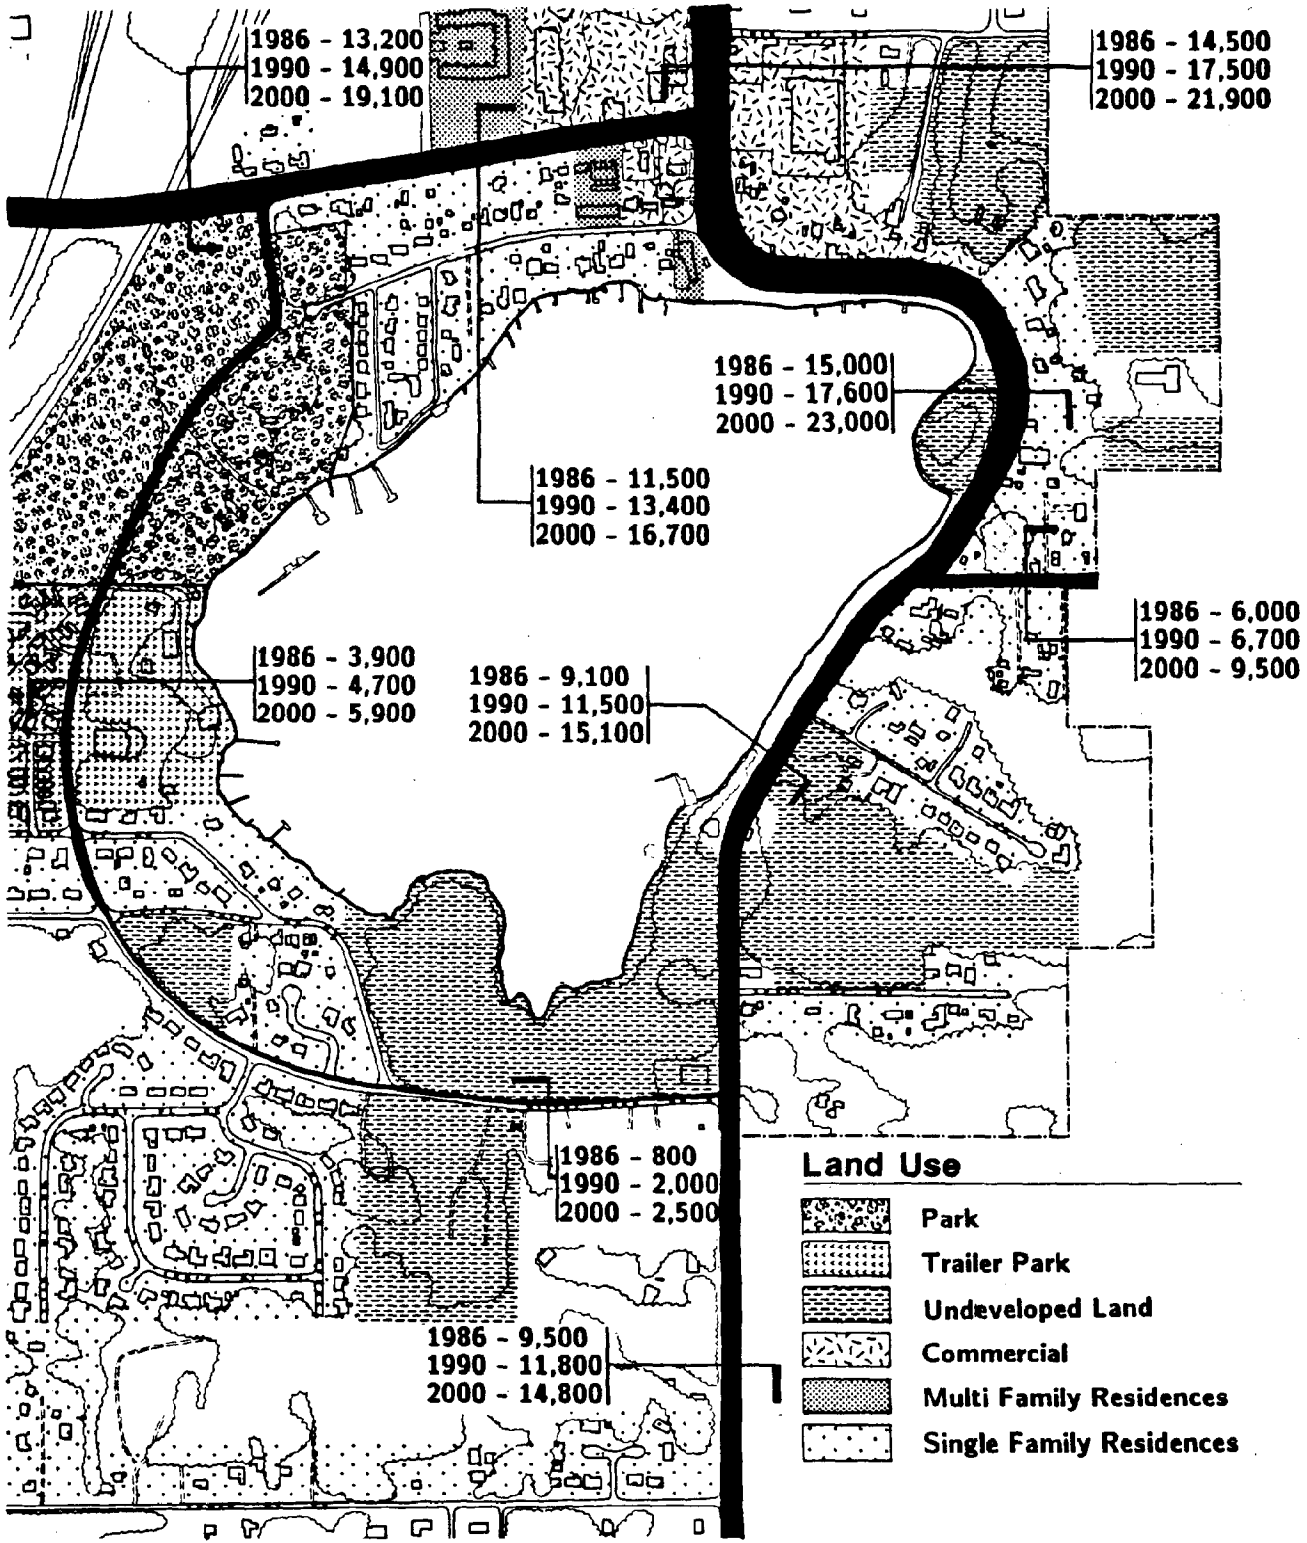 1986 - 13,200
1990 - 14,900
2000 - 19,100
1986 - 14,500
1990 - 17,500
2000 - 21,900
1986 - 15,000
1990 - 17,600
2000 - 23,000
1986 - 11,500
1990 - 13,400
2000 - 16,700
1986 - 6,000
1990 - 6,700
2000 - 9,500
1986 - 3,900
1990 - 4,700
2000 - 5,900
1986 - 9,100
1990 - 11,500
2000 - 15,100
1986 - 800
1990 - 2,000
2000 - 2,500
1986 - 9,500
1990 - 11,800
2000 - 14,800
Land Use
Park
Trailer Park
Undeveloped Land
Commercial
Multi Family Residences
Single Family Residences